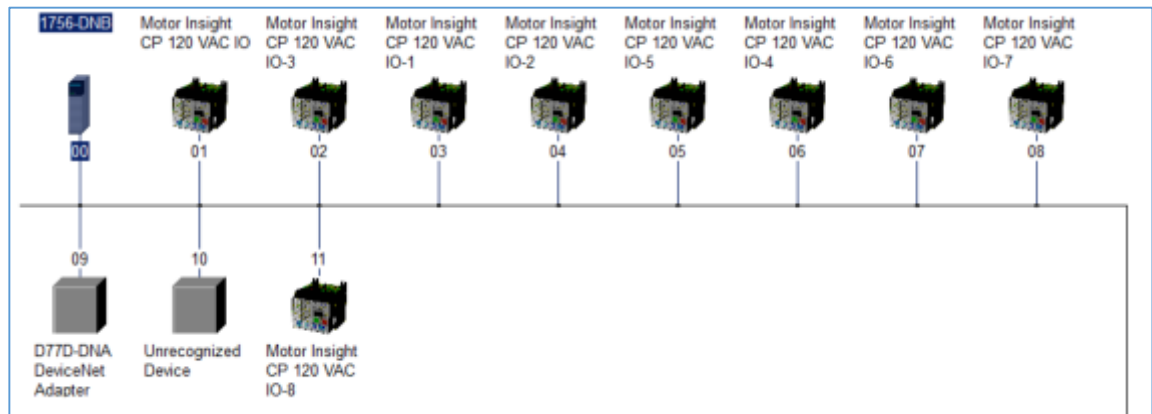 1756-DNB
Motor Insight
CP 120 VAC IO
Motor Insight
CP 120 VAC
IO-3
Motor Insight
CP 120 VAC
IO-1
Motor Insight
CP 120 VAC
IO-2
Motor Insight
CP 120 VAC
IO-5
Motor Insight
CP 120 VAC
IO-4
Motor Insight
CP 120 VAC
IO-6
Motor Insight
CP 120 VAC
IO-7
00
01
02
03
04
05
06
07
08
09
10
11
D77D-DNA
DeviceNet
Adapter
Unrecognized
Device
Motor Insight
CP 120 VAC
IO-8